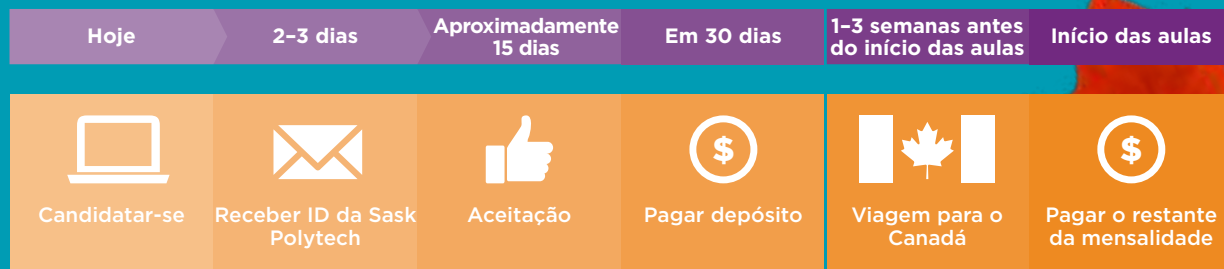 Hoje
2–3 dias
Aproximadamente
15 dias
Em 30 dias
1–3 semanas antes
do início das aulas
Início das aulas
Candidatar-se
Receber ID da Sask
Polytech
Aceitação
$
Pagar depósito
Viagem para o
Canadá
$
Pagar o restante
da mensalidade